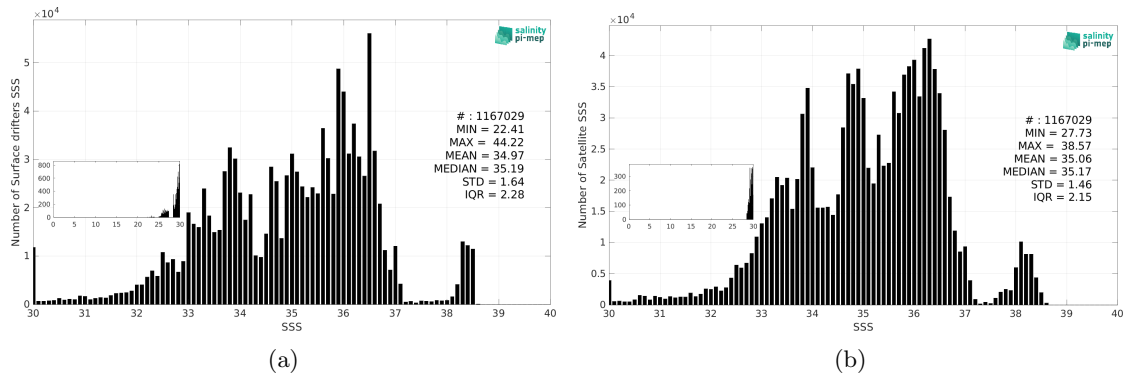 ×10⁴
salinity
pi-mep
5
4
3
2
1
0
Number of Surface drifters SSS
# : 1167029
MIN = 22.41
MAX = 44.22
MEAN = 34.97
MEDIAN = 35.19
STD = 1.64
IQR = 2.28
800
600
400
200
0
0 5 10 15 20 25 30
30 31 32 33 34 35 36 37 38 39 40
SSS
(a)
×10⁴
salinity
pi-mep
4
3.5
3
2.5
2
1.5
1
0.5
0
Number of Satellite SSS
# : 1167029
MIN = 27.73
MAX = 38.57
MEAN = 35.06
MEDIAN = 35.17
STD = 1.46
IQR = 2.15
300
200
100
0
0 5 10 15 20 25 30
30 31 32 33 34 35 36 37 38 39 40
SSS
(b)